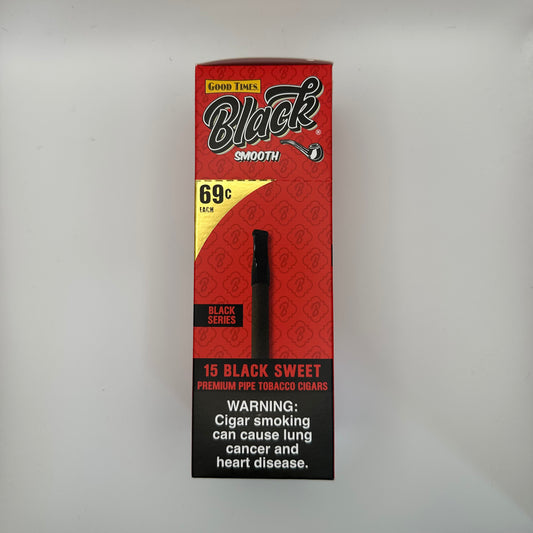 GOOD TIMES
Black
®
SMOOTH
69¢
EACH
BLACK
SERIES
15 BLACK SWEET
PREMIUM PIPE TOBACCO CIGARS
WARNING:
Cigar smoking
can cause lung
cancer and
heart disease.